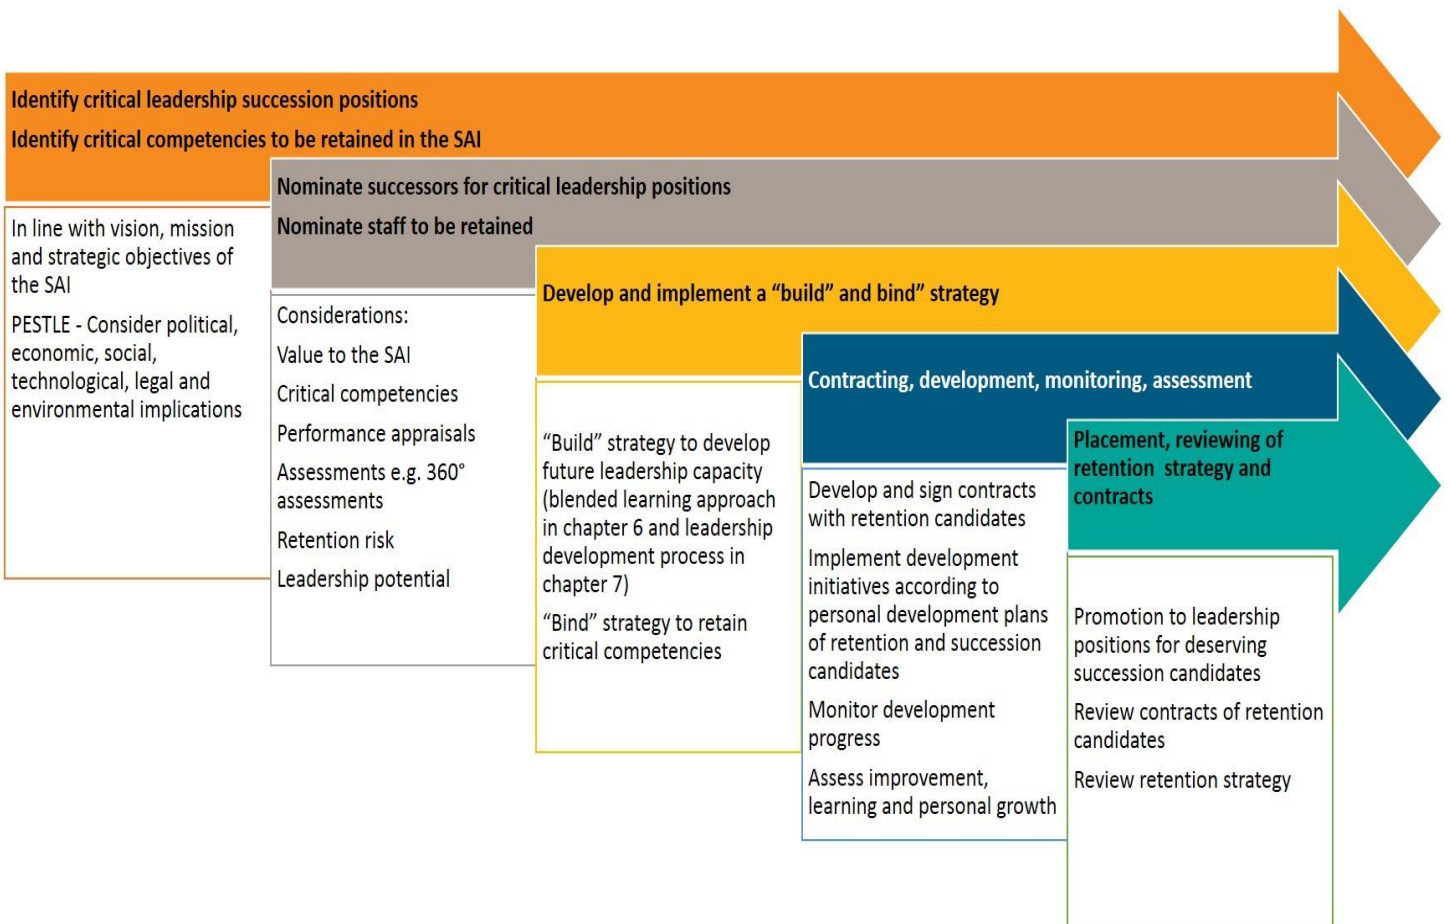 Identify critical leadership succession positions
Identify critical competencies to be retained in the SAI
In line with vision, mission
and strategic objectives of
the SAI
PESTLE - Consider political,
economic, social,
technological, legal and
environmental implications
Nominate successors for critical leadership positions
Nominate staff to be retained
Considerations:
Value to the SAI
Critical competencies
Performance appraisals
Assessments e.g. 360°
assessments
Retention risk
Leadership potential
Develop and implement a “build” and bind” strategy
“Build” strategy to develop
future leadership capacity
(blended learning approach
in chapter 6 and leadership
development process in
chapter 7)
“Bind” strategy to retain
critical competencies
Contracting, development, monitoring, assessment
Develop and sign contracts
with retention candidates
Implement development
initiatives according to
personal development plans
of retention and succession
candidates
Monitor development
progress
Assess improvement,
learning and personal growth
Placement, reviewing of
retention strategy and
contracts
Promotion to leadership
positions for deserving
succession candidates
Review contracts of retention
candidates
Review retention strategy